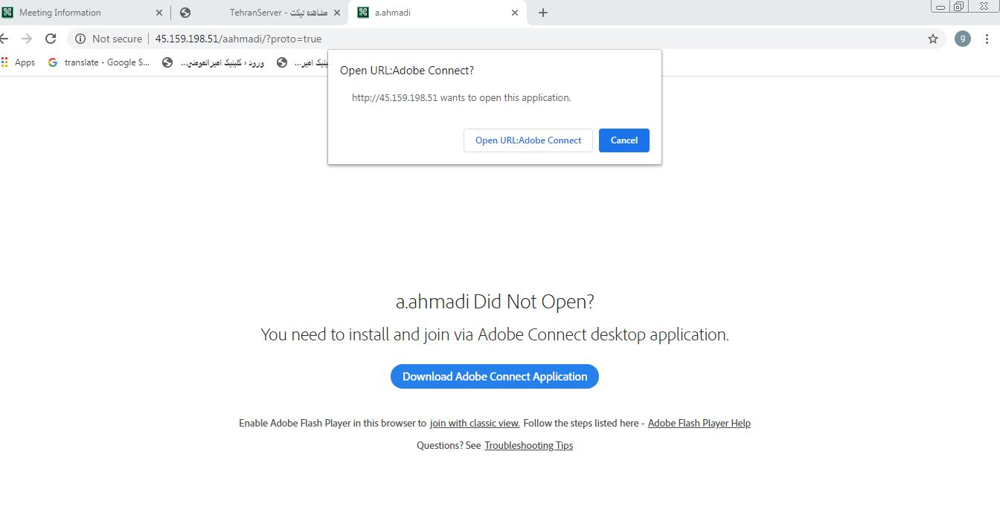 Meeting Information
TehranServer - مشاهده تیکت
a.ahmadi
Not secure
45.159.198.51/aahmadi/?proto=true
g
Apps
translate - Google S...
ورود ‹ کلینیک امیرالمومنی...
Open URL:Adobe Connect?
http://45.159.198.51 wants to open this application.
Open URL:Adobe Connect
Cancel
a.ahmadi Did Not Open?
You need to install and join via Adobe Connect desktop application.
Download Adobe Connect Application
Enable Adobe Flash Player in this browser to join with classic view. Follow the steps listed here - Adobe Flash Player Help
Questions? See Troubleshooting Tips